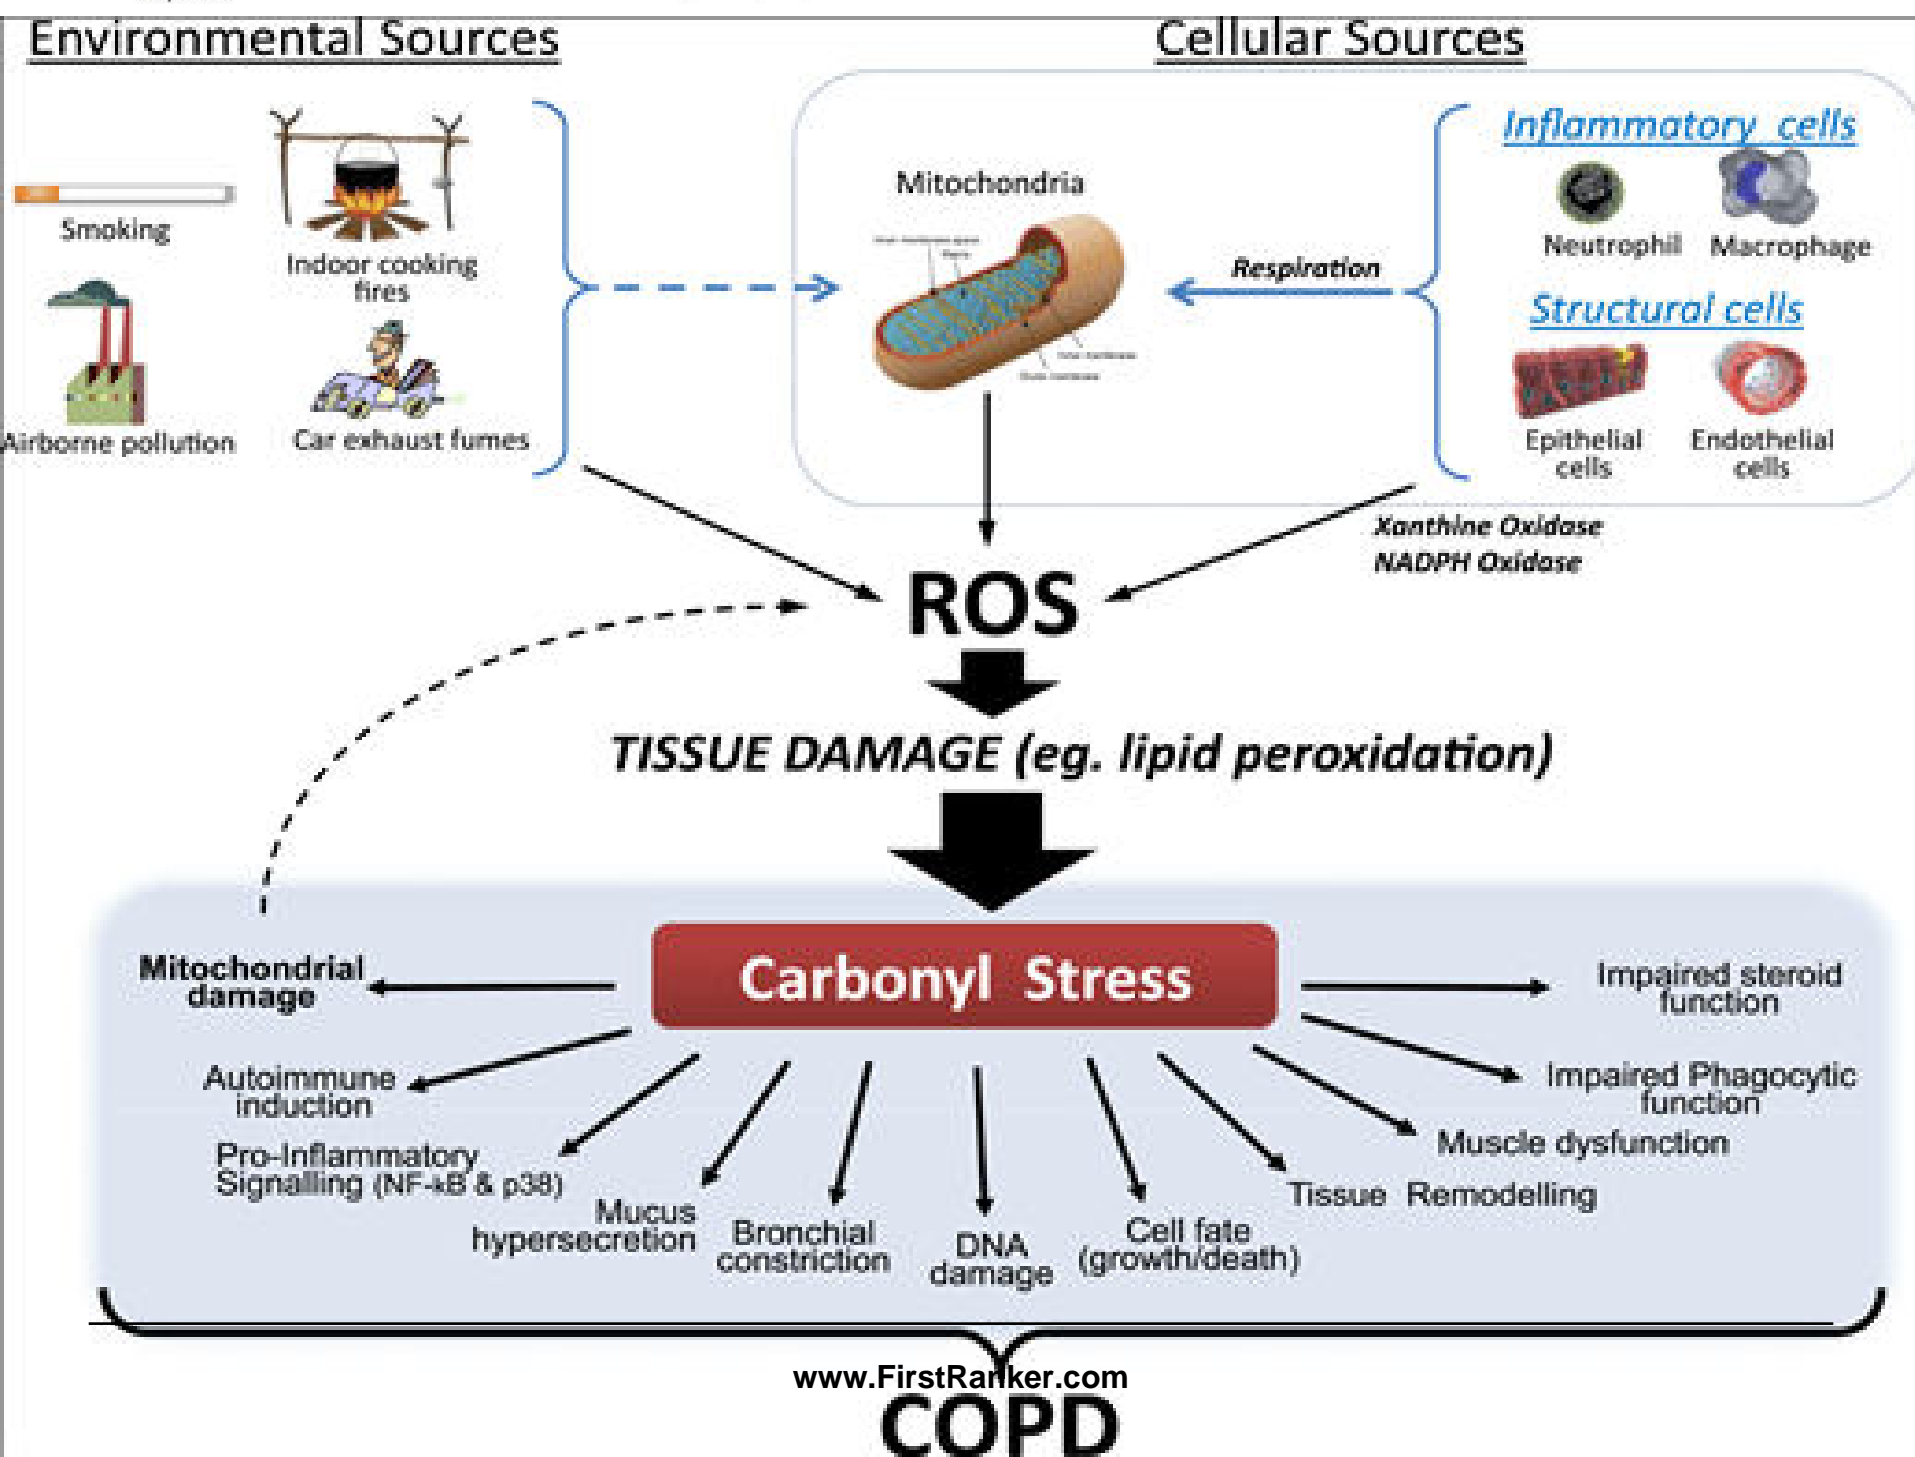 Environmental Sources
Cellular Sources
Smoking
Indoor cooking
fires
Airborne pollution
Car exhaust fumes
Mitochondria
Respiration
Inflammatory cells
Neutrophil
Macrophage
Structural cells
Epithelial
cells
Endothelial
cells
Xanthine Oxidase
NADPH Oxidase
ROS
TISSUE DAMAGE (eg. lipid peroxidation)
Carbonyl Stress
Mitochondrial
damage
Autoimmune
induction
Pro-Inflammatory
Signalling (NF-kB & p38)
Mucus
hypersecretion
Bronchial
constriction
DNA
damage
Cell fate
(growth/death)
Tissue Remodelling
Muscle dysfunction
Impaired Phagocytic
function
Impaired steroid
function
www.FirstRanker.com
COPD